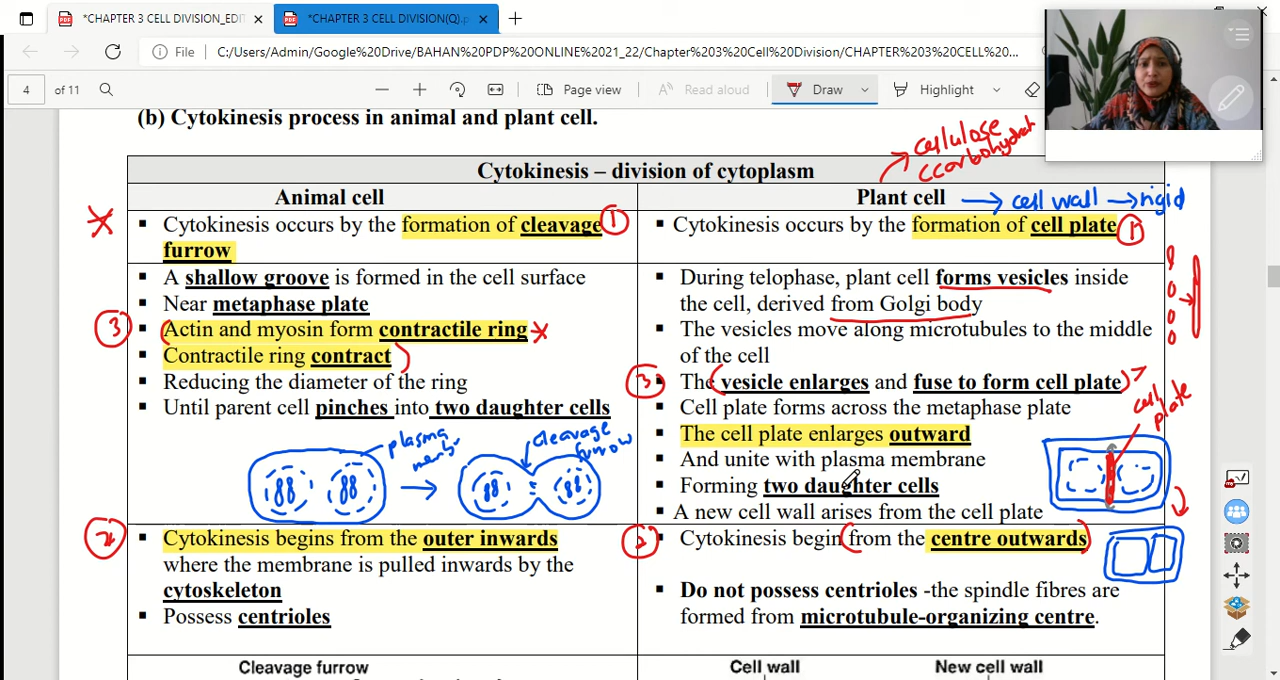 *CHAPTER 3 CELL DIVISION_EDIT
*CHAPTER 3 CELL DIVISION(Q).p
File C:/Users/Admin/Google%20Drive/BAHAN%20PDP%20ONLINE%202021_22/Chapter%203%20Cell%20Division/CHAPTER%203%20CELL%20...
4 of 11 Page view Read aloud Draw Highlight
(b) Cytokinesis process in animal and plant cell.
cellulose
(carbohydrat
Cytokinesis – division of cytoplasm
Animal cell
Plant cell → cell wall → rigid
▪ Cytokinesis occurs by the formation of cleavage ①
furrow
▪ Cytokinesis occurs by the formation of cell plate ①
▪ A shallow groove is formed in the cell surface
▪ Near metaphase plate
③ ▪ Actin and myosin form contractile ring
▪ Contractile ring contract
▪ Reducing the diameter of the ring
▪ Until parent cell pinches into two daughter cells
plasma
cleavage
furrow
▪ During telophase, plant cell forms vesicles inside
the cell, derived from Golgi body
▪ The vesicles move along microtubules to the middle
of the cell
③ ▪ The (vesicle enlarges and fuse to form cell plate)
▪ Cell plate forms across the metaphase plate
▪ The cell plate enlarges outward
▪ And unite with plasma membrane
▪ Forming two daughter cells
▪ A new cell wall arises from the cell plate
cell
plate
② ▪ Cytokinesis begins from the outer inwards
where the membrane is pulled inwards by the
cytoskeleton
▪ Possess centrioles
② ▪ Cytokinesis begin (from the centre outwards)
▪ Do not possess centrioles -the spindle fibres are
formed from microtubule-organizing centre.
Cleavage furrow
Cell wall
New cell wall